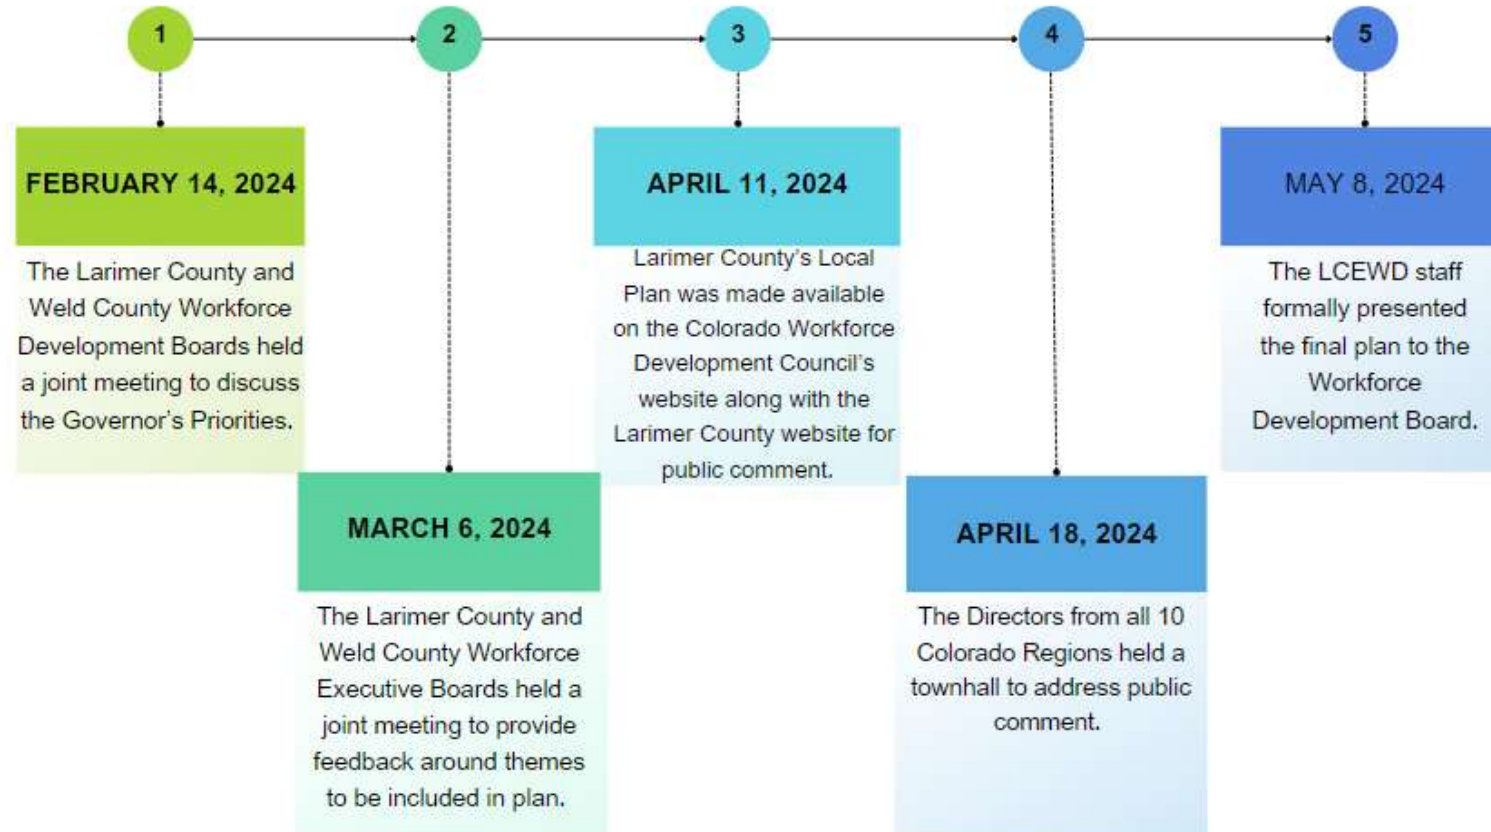 1
2
3
4
5
FEBRUARY 14, 2024
The Larimer County and
Weld County Workforce
Development Boards held
a joint meeting to discuss
the Governor's Priorities.
MARCH 6, 2024
The Larimer County and
Weld County Workforce
Executive Boards held a
joint meeting to provide
feedback around themes
to be included in plan.
APRIL 11, 2024
Larimer County's Local
Plan was made available
on the Colorado Workforce
Development Council's
website along with the
Larimer County website for
public comment.
APRIL 18, 2024
The Directors from all 10
Colorado Regions held a
townhall to address public
comment.
MAY 8, 2024
The LCEWD staff
formally presented
the final plan to the
Workforce
Development Board.